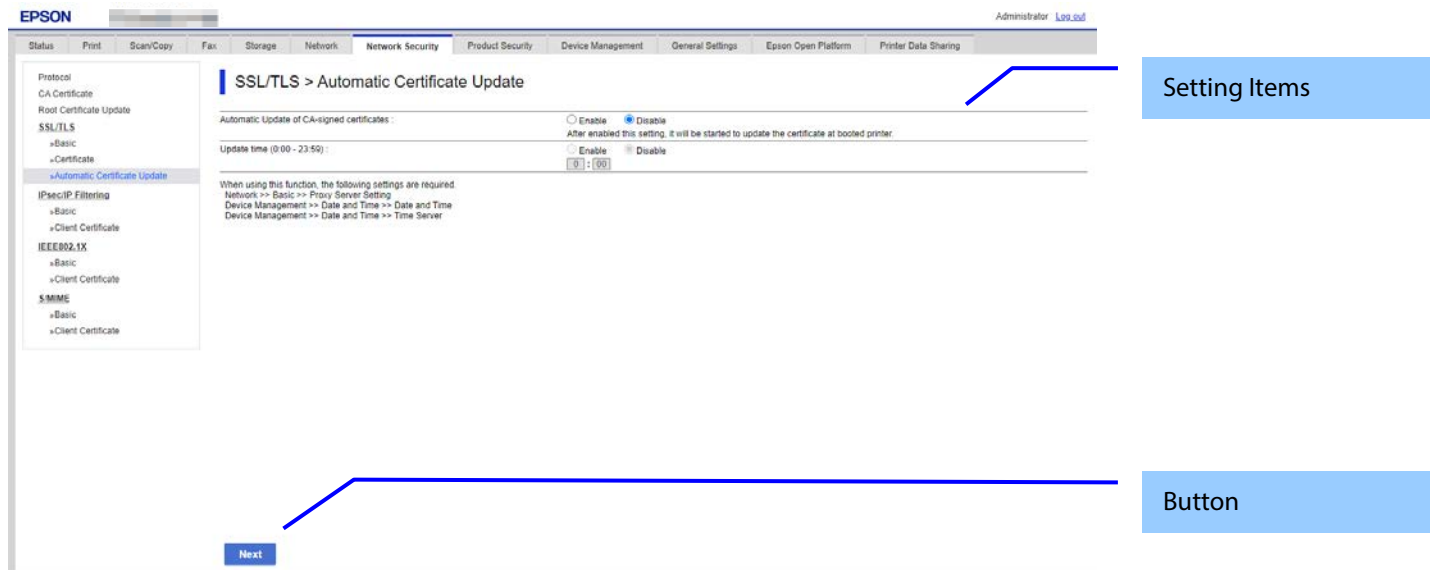 EPSON
Administrator Log out
Status Print Scan/Copy Fax Storage Network Network Security Product Security Device Management General Settings Epson Open Platform Printer Data Sharing
Protocol
CA Certificate
Root Certificate Update
SSL/TLS
»Basic
»Certificate
»Automatic Certificate Update
IPsec/IP Filtering
»Basic
»Client Certificate
IEEE802.1X
»Basic
»Client Certificate
S/MIME
»Basic
»Client Certificate
SSL/TLS > Automatic Certificate Update
Automatic Update of CA-signed certificates : Enable Disable
After enabled this setting, it will be started to update the certificate at booted printer.
Update time (0:00 - 23:59) : Enable Disable
0 : 00
When using this function, the following settings are required.
Network >> Basic >> Proxy Server Setting
Device Management >> Date and Time >> Date and Time
Device Management >> Date and Time >> Time Server
Next
Setting Items
Button